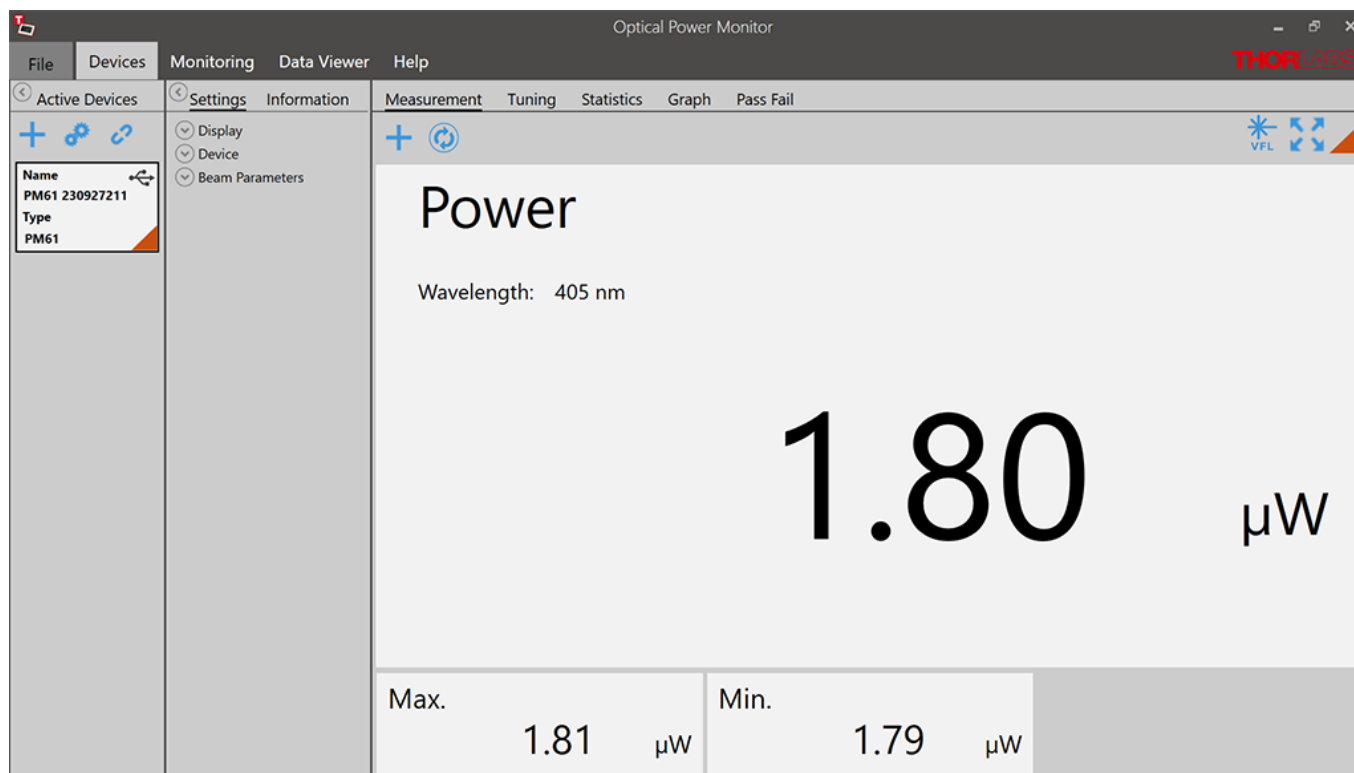 Optical Power Monitor
File Devices Monitoring Data Viewer Help
THORLABS
Active Devices
Settings Information
Measurement Tuning Statistics Graph Pass Fail
Name
PM61 230927211
Type
PM61
Display
Device
Beam Parameters
VFL
Power
Wavelength: 405 nm
1.80 µW
Max.
1.81 µW
Min.
1.79 µW